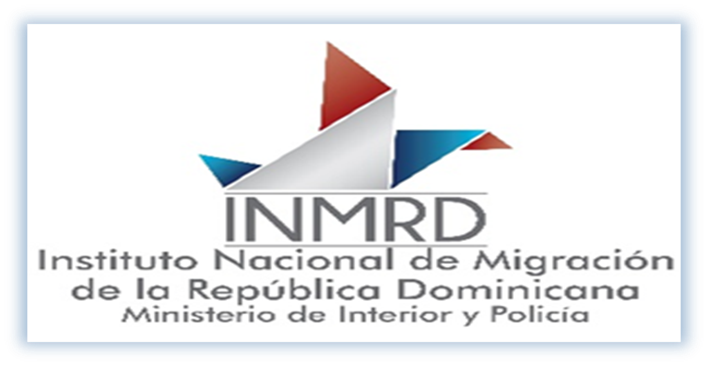 INMRD
Instituto Nacional de Migración
de la República Dominicana
Ministerio de Interior y Policía